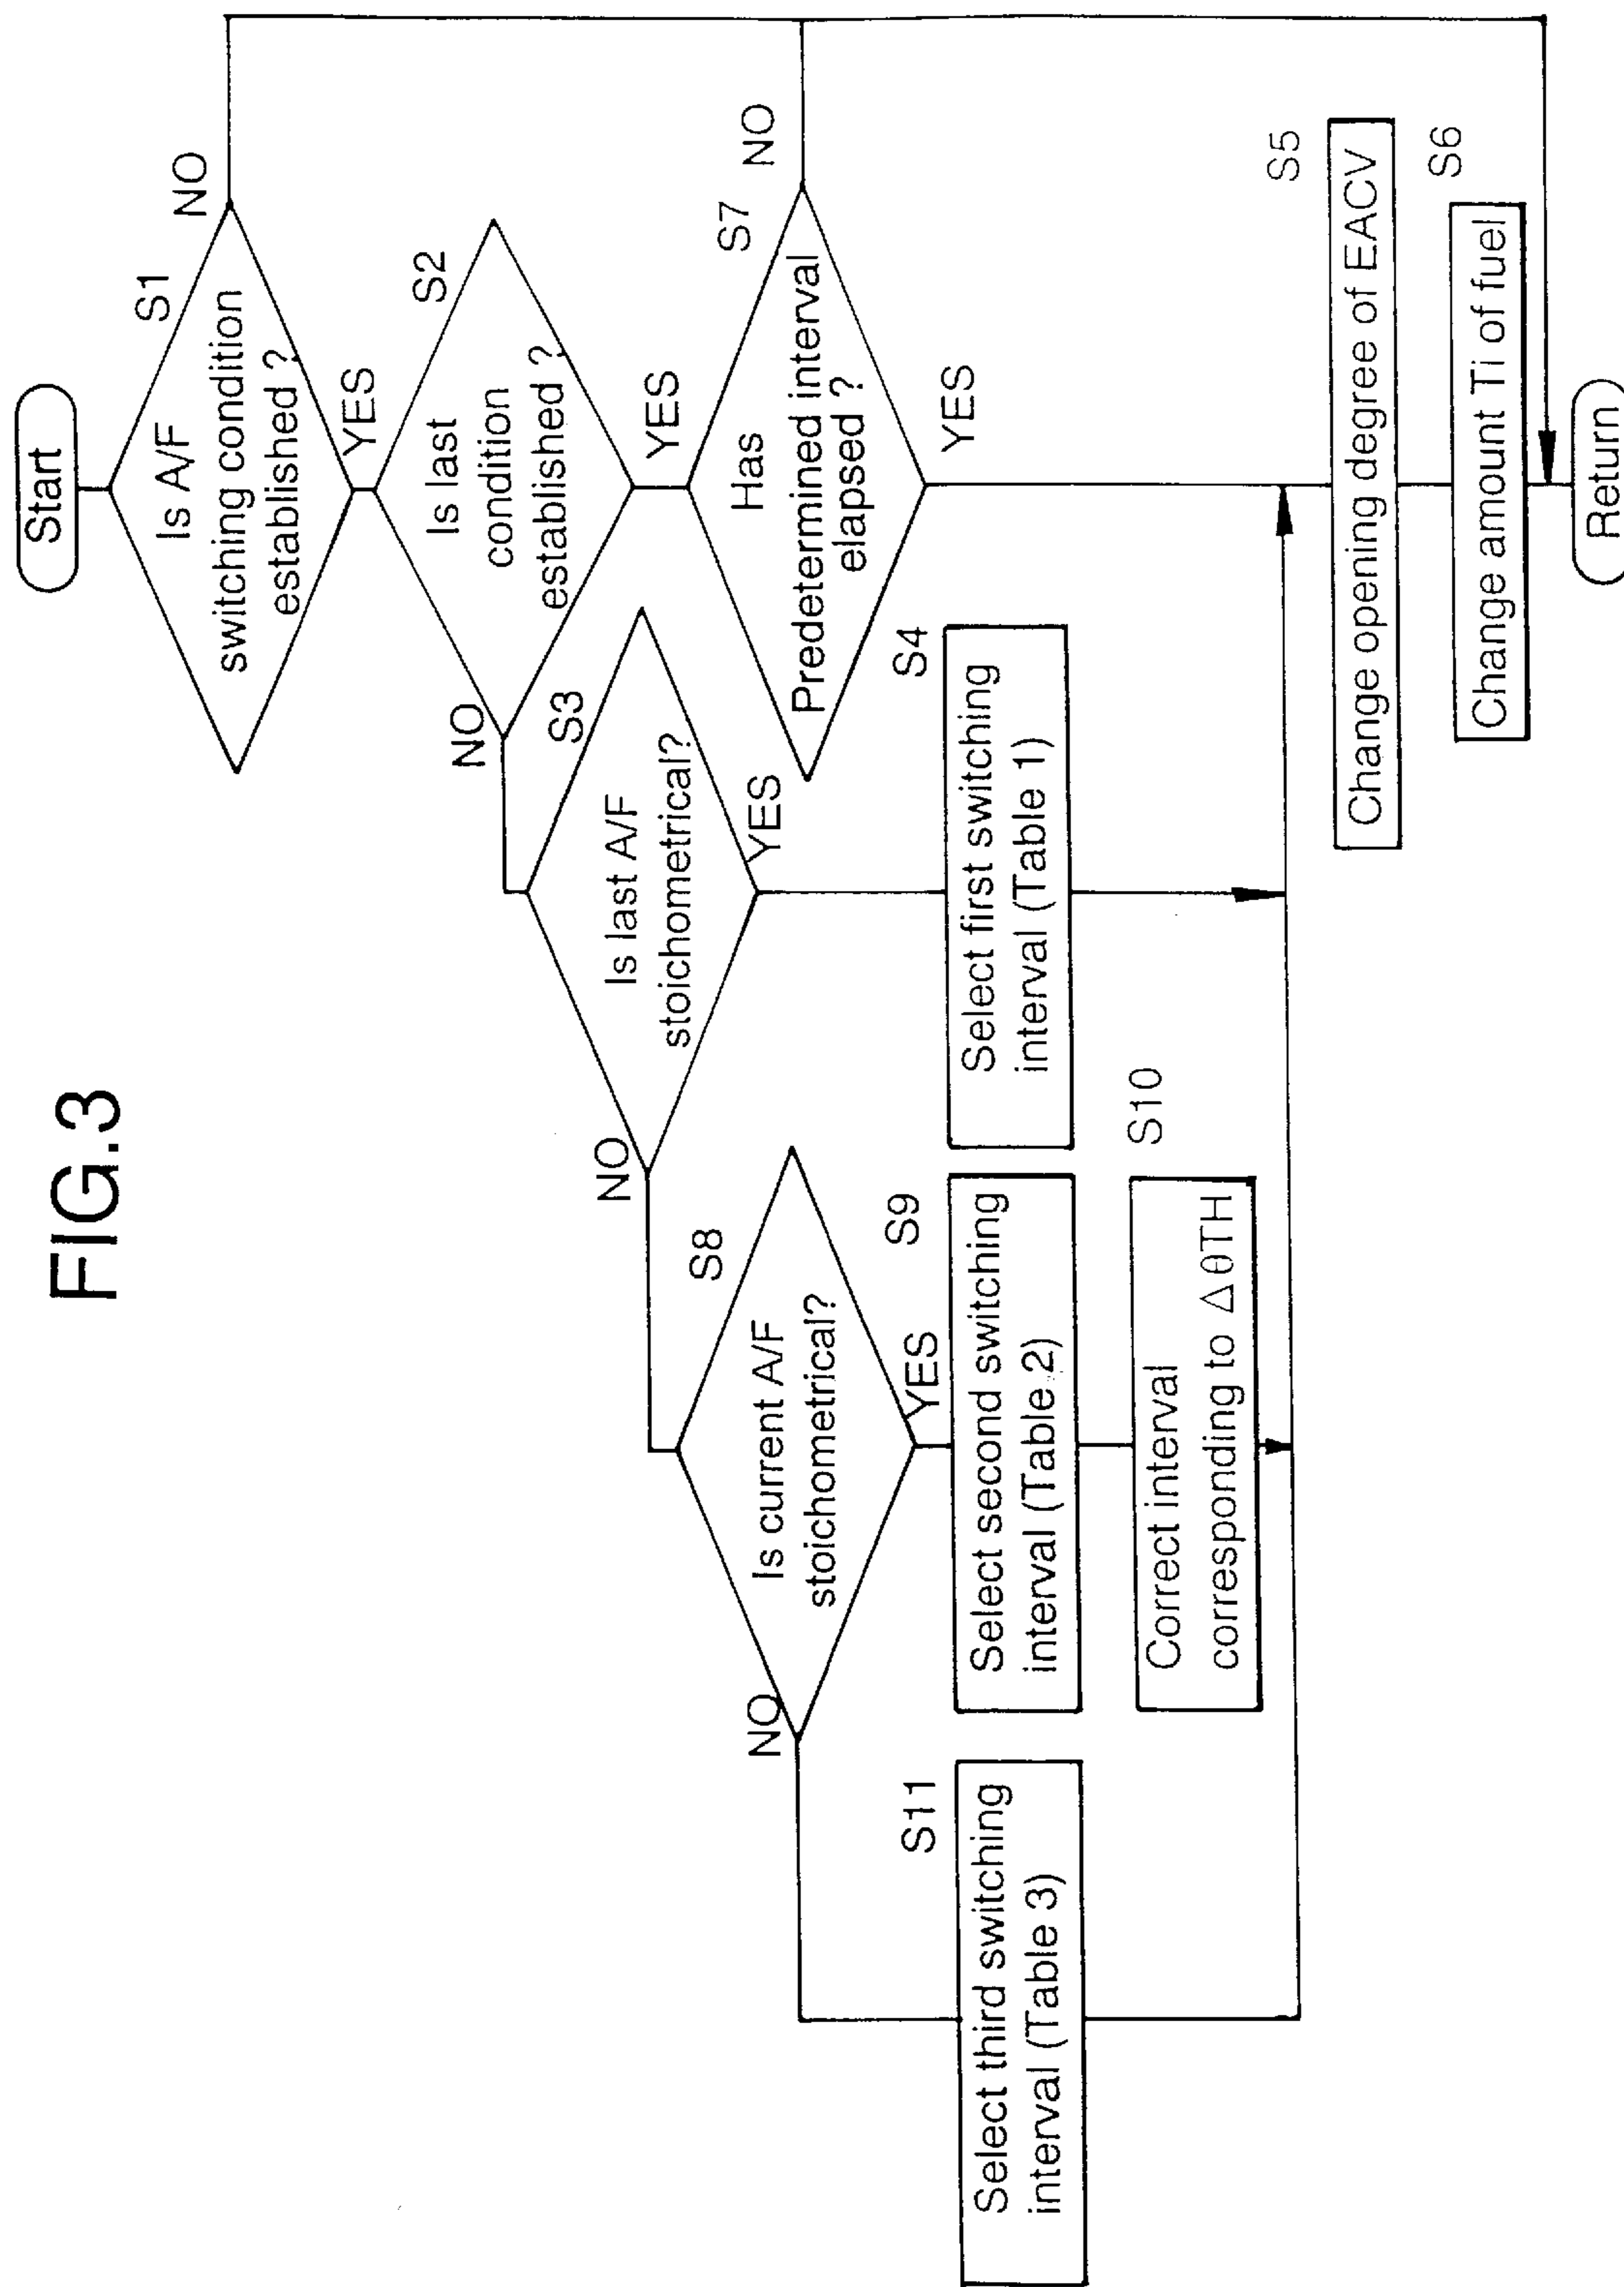 FIG.3
Start
S1
Is A/F
switching condition
established ?
NO
YES
S2
Is last
condition
established ?
NO
YES
S3
Is last A/F
stoichometrical?
NO
YES
S7
Has
Predetermined interval
elapsed ?
NO
YES
S8
Is current A/F
stoichometrical?
NO
YES
S4
Select first switching
interval (Table 1)
S9
Select second switching
interval (Table 2)
S11
Select third switching
interval (Table 3)
S10
Correct interval
corresponding to ΔθTH
S5
Change opening degree of EACV
S6
Change amount Ti of fuel
Return